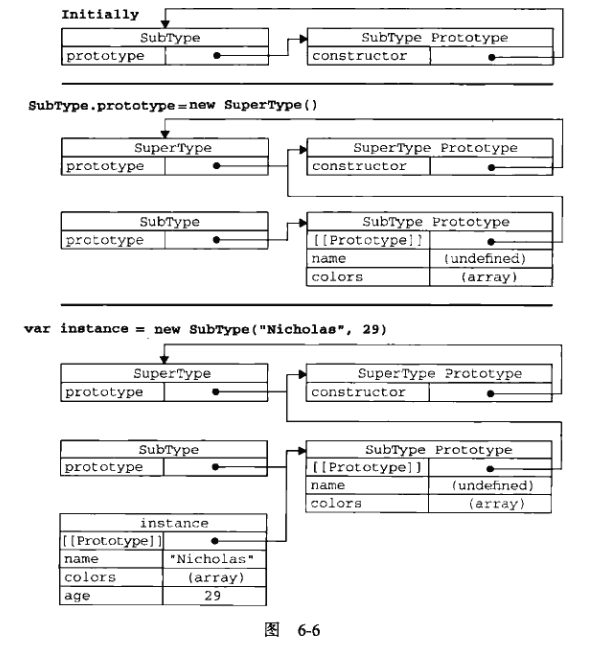 Initially
SubType
SubType Prototype
prototype
constructor
SubType.prototype=new SuperType()
SuperType
SuperType Prototype
prototype
constructor
SubType
SubType Prototype
prototype
[[Prototype]]
name
(undefined)
colors
(array)
var instance = new SubType("Nicholas", 29)
SuperType
SuperType Prototype
prototype
constructor
SubType
SubType Prototype
prototype
[[Prototype]]
name
(undefined)
colors
(array)
instance
[[Prototype]]
name
"Nicholas"
colors
(array)
age
29
图 6-6